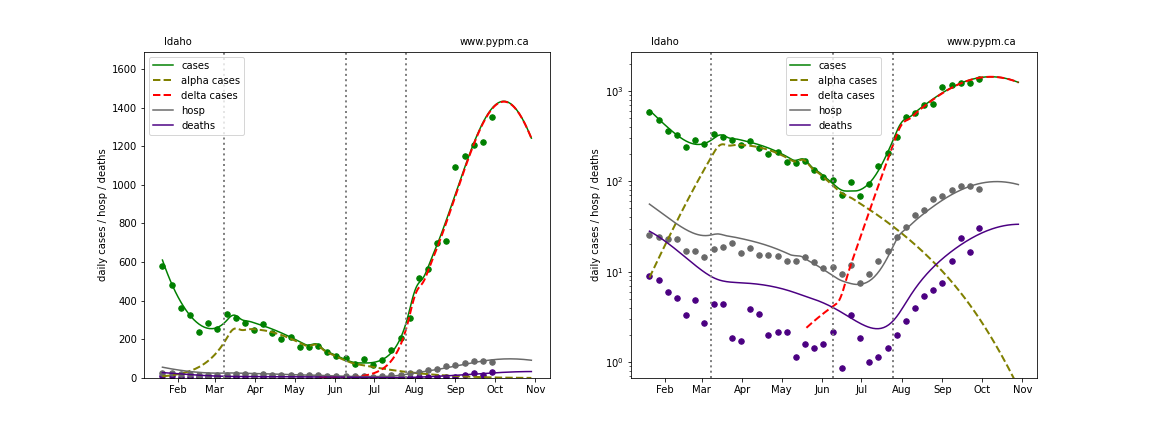 Idaho
www.pypm.ca
cases
alpha cases
delta cases
hosp
deaths
daily cases / hosp / deaths
1600
1400
1200
1000
800
600
400
200
0
Feb
Mar
Apr
May
Jun
Jul
Aug
Sep
Oct
Nov
Idaho
www.pypm.ca
cases
alpha cases
delta cases
hosp
deaths
daily cases / hosp / deaths
10³
10²
10¹
10⁰
Feb
Mar
Apr
May
Jun
Jul
Aug
Sep
Oct
Nov